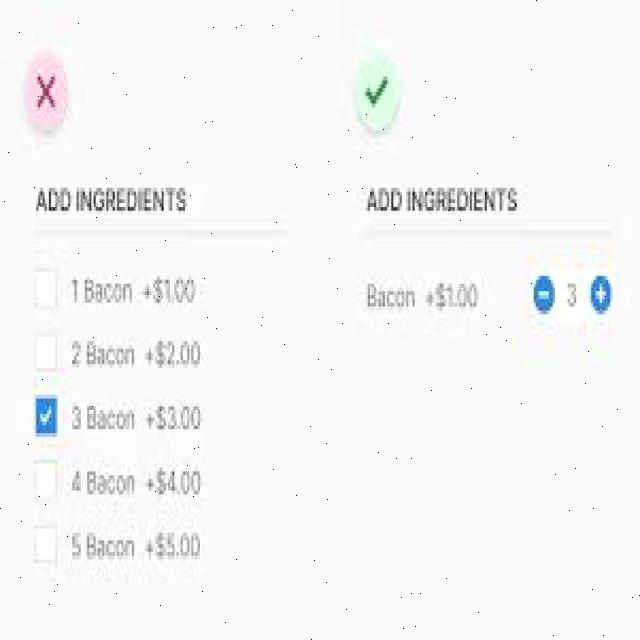 ADD INGREDIENTS
1 Bacon +$1.00
2 Bacon +$2.00
3 Bacon +$3.00
4 Bacon +$4.00
5 Bacon +$5.00
ADD INGREDIENTS
Bacon +$1.00 3